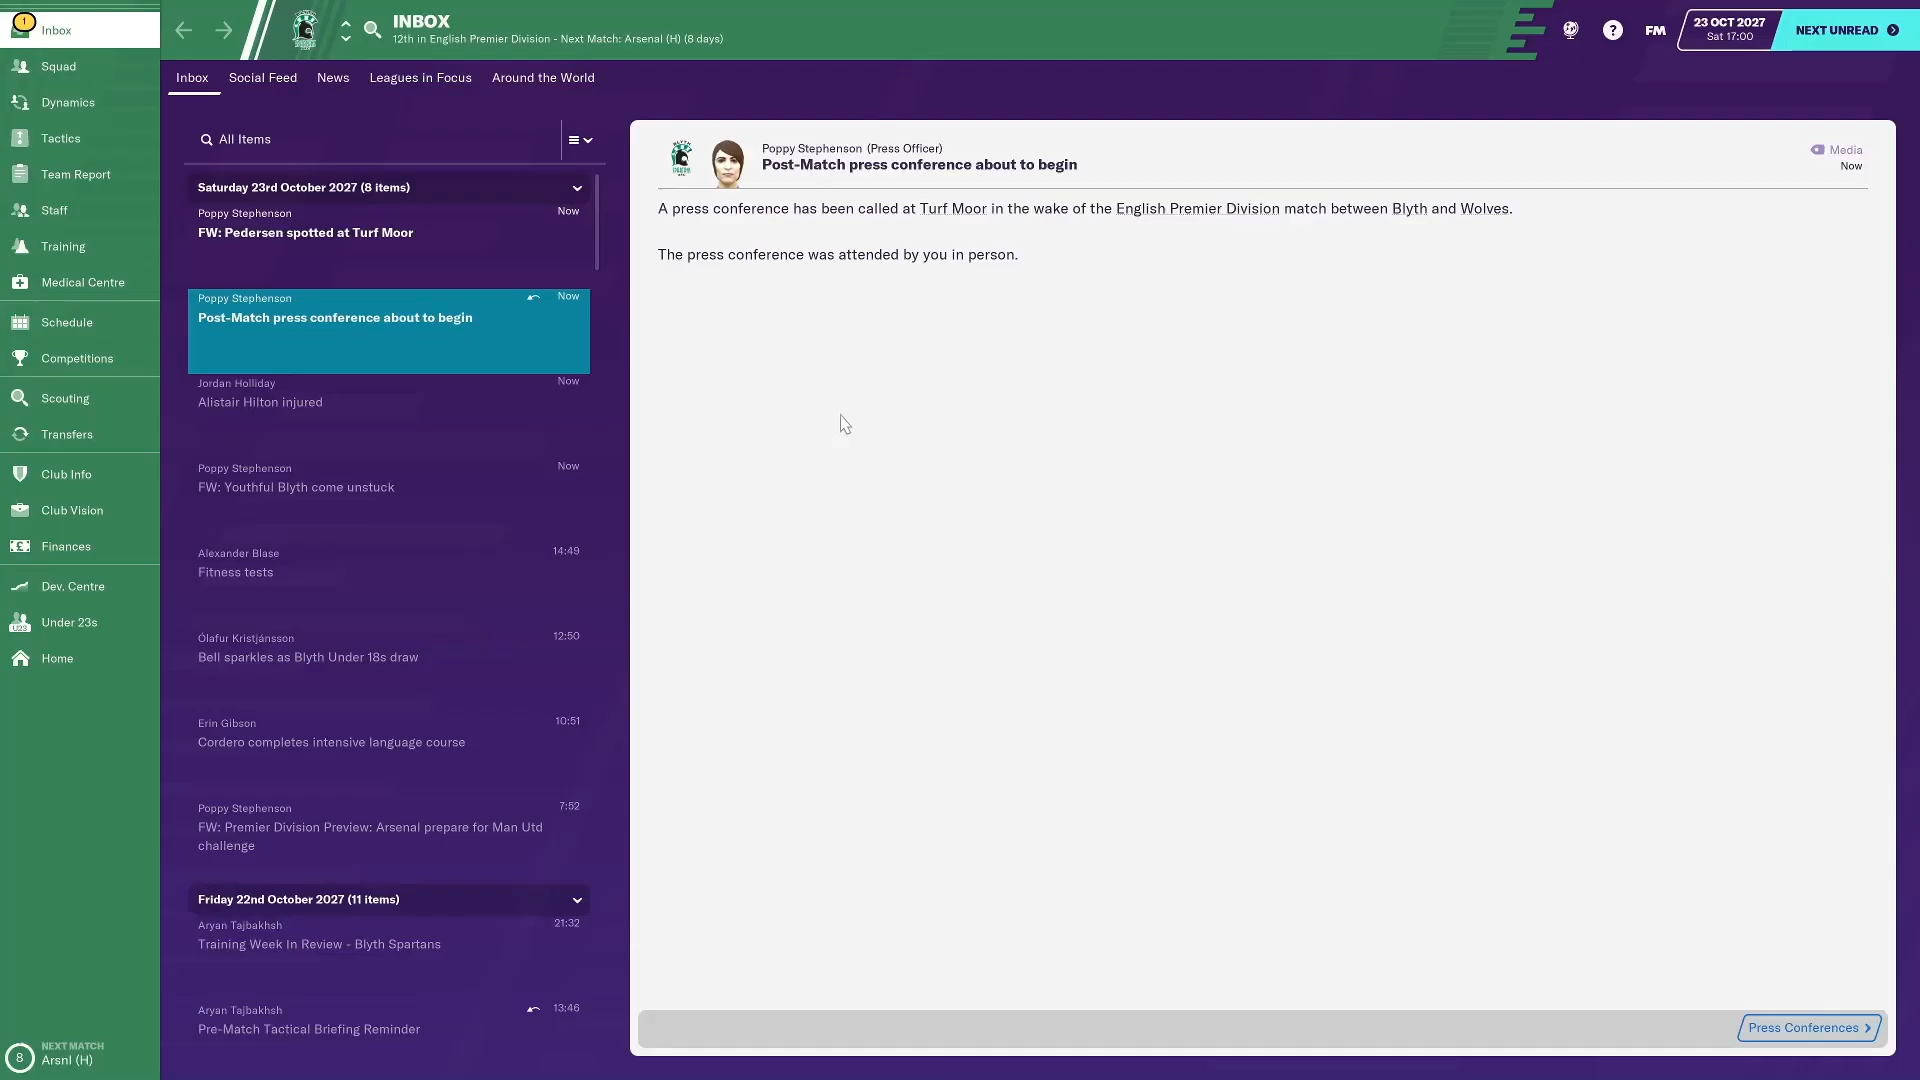 1
Inbox
Squad
Dynamics
Tactics
Team Report
Staff
Training
Medical Centre
Schedule
Competitions
Scouting
Transfers
Club Info
Club Vision
Finances
Dev. Centre
U23
Under 23s
Home
8
NEXT MATCH
Arsnl (H)
INBOX
12th in English Premier Division - Next Match: Arsenal (H) (8 days)
?
FM
23 OCT 2027
Sat 17:00
NEXT UNREAD
Inbox Social Feed News Leagues in Focus Around the World
All Items
Saturday 23rd October 2027 (8 items)
Poppy Stephenson Now
FW: Pedersen spotted at Turf Moor
Poppy Stephenson Now
Post-Match press conference about to begin
Jordan Holliday Now
Alistair Hilton injured
Poppy Stephenson Now
FW: Youthful Blyth come unstuck
Alexander Blase 14:49
Fitness tests
Ólafur Kristjánsson 12:50
Bell sparkles as Blyth Under 18s draw
Erin Gibson 10:51
Cordero completes intensive language course
Poppy Stephenson 7:52
FW: Premier Division Preview: Arsenal prepare for Man Utd
challenge
Friday 22nd October 2027 (11 items)
Aryan Tajbakhsh 21:32
Training Week In Review - Blyth Spartans
Aryan Tajbakhsh 13:46
Pre-Match Tactical Briefing Reminder
Poppy Stephenson (Press Officer)
Post-Match press conference about to begin
Media
Now
A press conference has been called at Turf Moor in the wake of the English Premier Division match between Blyth and Wolves.
The press conference was attended by you in person.
Press Conferences